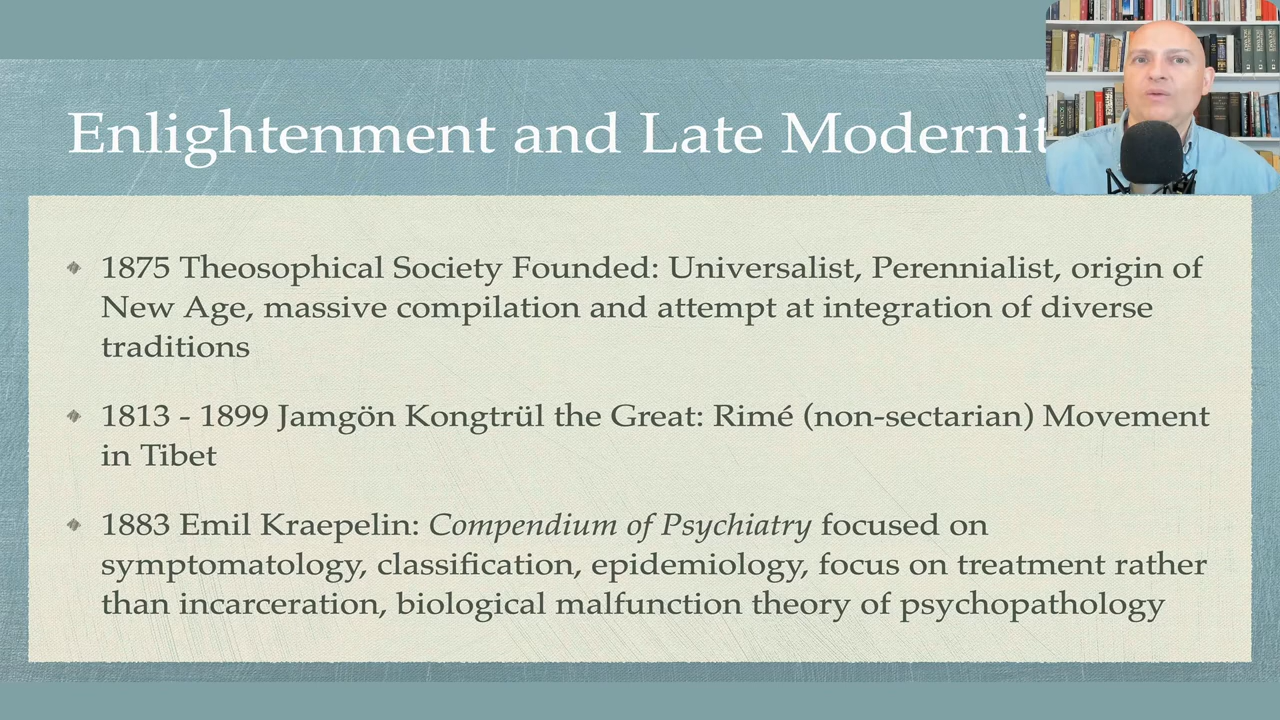 Enlightenment and Late Modernit
1875 Theosophical Society Founded: Universalist, Perennialist, origin of
New Age, massive compilation and attempt at integration of diverse
traditions
1813 - 1899 Jamgön Kongtrül the Great: Rimé (non-sectarian) Movement
in Tibet
1883 Emil Kraepelin: Compendium of Psychiatry focused on
symptomatology, classification, epidemiology, focus on treatment rather
than incarceration, biological malfunction theory of psychopathology